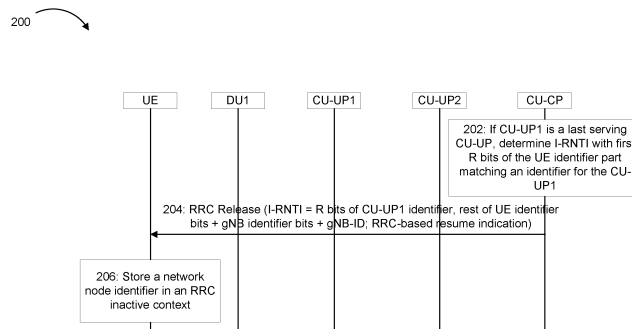 200
UE
DU1
CU-UP1
CU-UP2
CU-CP
202: If CU-UP1 is a last serving
CU-UP, determine I-RNTI with first
R bits of the UE identifier part
matching an identifier for the CU-
UP1
204: RRC Release (I-RNTI = R bits of CU-UP1 identifier, rest of UE identifier
bits + gNB identifier bits + gNB-ID; RRC-based resume indication)
206: Store a network
node identifier in an RRC
inactive context